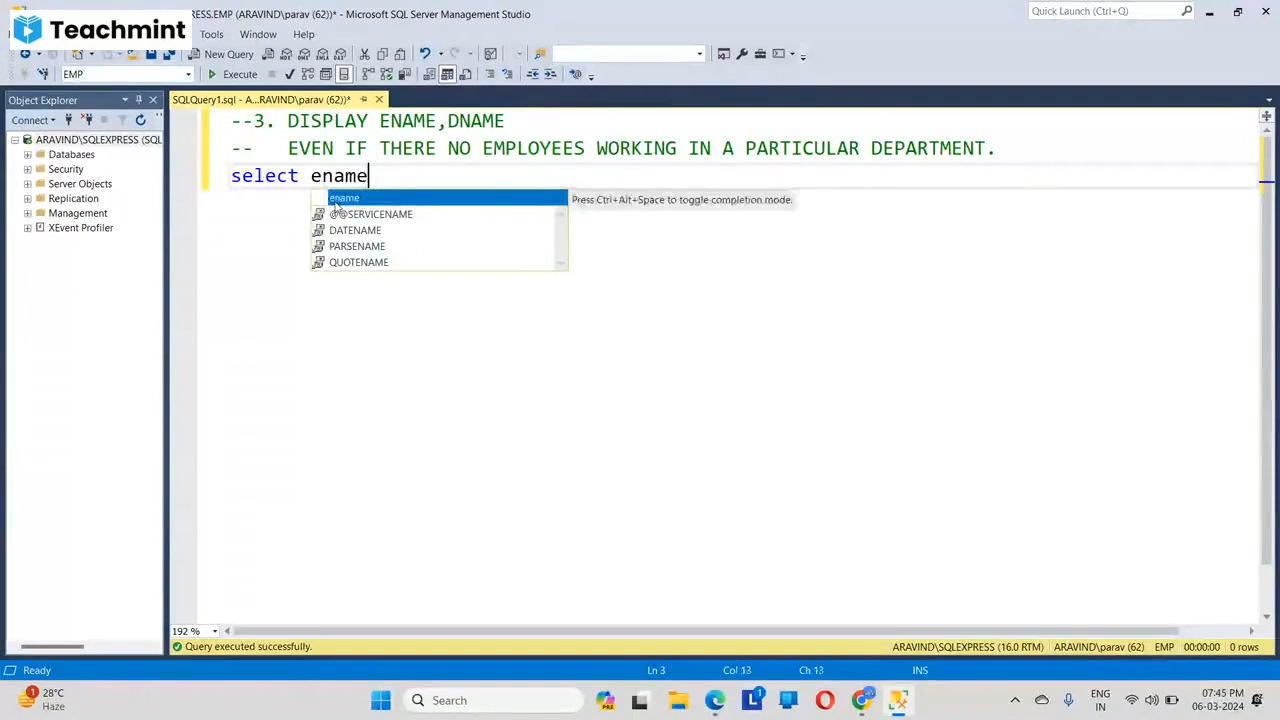 RESS.EMP (ARAVIND\parav (62))* - Microsoft SQL Server Management Studio
Quick Launch (Ctrl+Q)
Teachmint
Tools Window Help
New Query
EMP
Execute
Object Explorer
SQLQuery1.sql - A...RAVIND\parav (62))*
Connect
ARAVIND\SQLEXPRESS (SQL
Databases
Security
Server Objects
Replication
Management
XEvent Profiler
--3. DISPLAY ENAME,DNAME
-- EVEN IF THERE NO EMPLOYEES WORKING IN A PARTICULAR DEPARTMENT.
select ename
ename
Press Ctrl+Alt+Space to toggle completion mode.
@@SERVICENAME
DATENAME
PARSENAME
QUOTENAME
192 %
Query executed successfully.
ARAVIND\SQLEXPRESS (16.0 RTM)
ARAVIND\parav (62)
EMP
00:00:00
0 rows
Ready
Ln 3
Col 13
Ch 13
INS
1
28°C
Haze
Search
PRE
1
ENG
IN
07:45 PM
06-03-2024